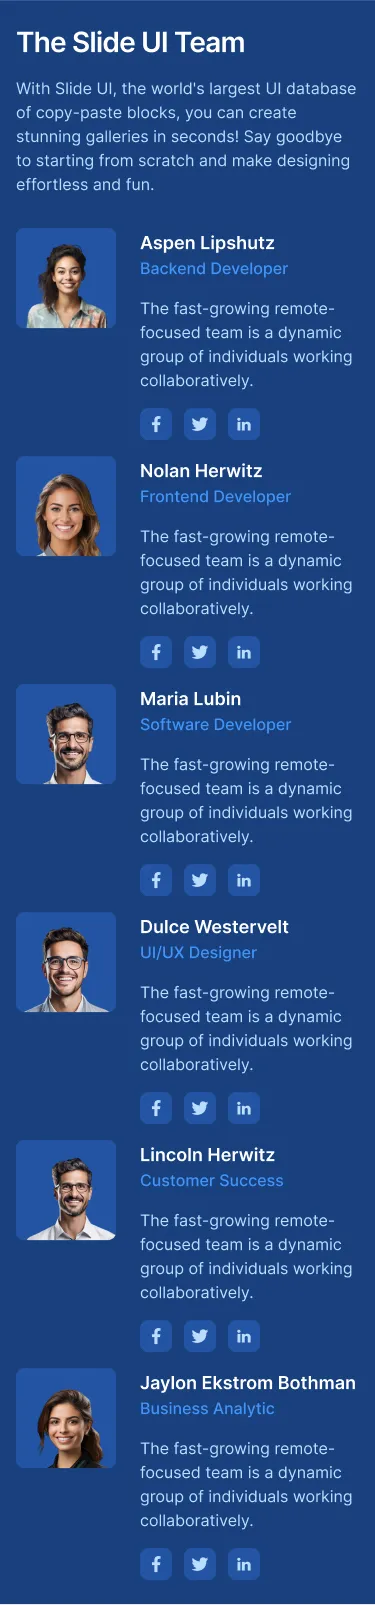 The Slide UI Team
With Slide UI, the world's largest UI database
of copy-paste blocks, you can create
stunning galleries in seconds! Say goodbye
to starting from scratch and make designing
effortless and fun.
Aspen Lipshutz
Backend Developer
The fast-growing remote-
focused team is a dynamic
group of individuals working
collaboratively.
Nolan Herwitz
Frontend Developer
The fast-growing remote-
focused team is a dynamic
group of individuals working
collaboratively.
Maria Lubin
Software Developer
The fast-growing remote-
focused team is a dynamic
group of individuals working
collaboratively.
Dulce Westervelt
UI/UX Designer
The fast-growing remote-
focused team is a dynamic
group of individuals working
collaboratively.
Lincoln Herwitz
Customer Success
The fast-growing remote-
focused team is a dynamic
group of individuals working
collaboratively.
Jaylon Ekstrom Bothman
Business Analytic
The fast-growing remote-
focused team is a dynamic
group of individuals working
collaboratively.